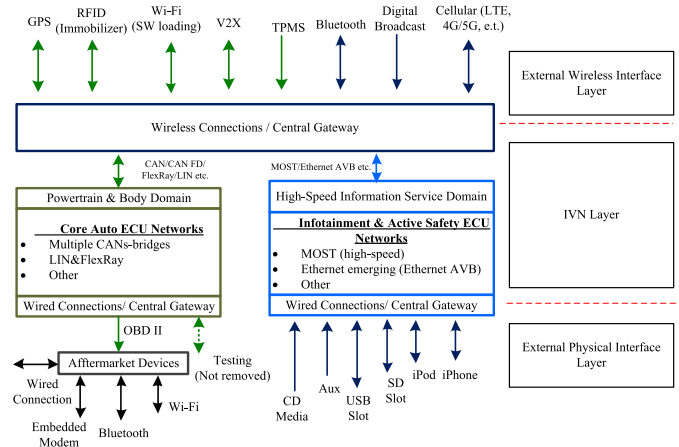 GPS
RFID
(Immobilizer)
Wi-Fi
(SW loading)
V2X
TPMS
Bluetooth
Digital
Broadcast
Cellular (LTE,
4G/5G, e.t.)
External Wireless Interface
Layer
Wireless Connections / Central Gateway
CAN/CAN FD/
FlexRay/LIN etc.
MOST/Ethernet AVB etc.
Powertrain & Body Domain
Core Auto ECU Networks
• Multiple CANs-bridges
• LIN&FlexRay
• Other
Wired Connections/ Central Gateway
High-Speed Information Service Domain
Infotainment & Active Safety ECU
Networks
• MOST (high-speed)
• Ethernet emerging (Ethernet AVB)
• Other
Wired Connections/ Central Gateway
IVN Layer
OBD II
Affermarket Devices
Testing
(Not removed)
Wired
Connection
Embedded
Modem
Bluetooth
Wi-Fi
CD
Media
Aux
USB
Slot
SD
Slot
iPod
iPhone
External Physical Interface
Layer